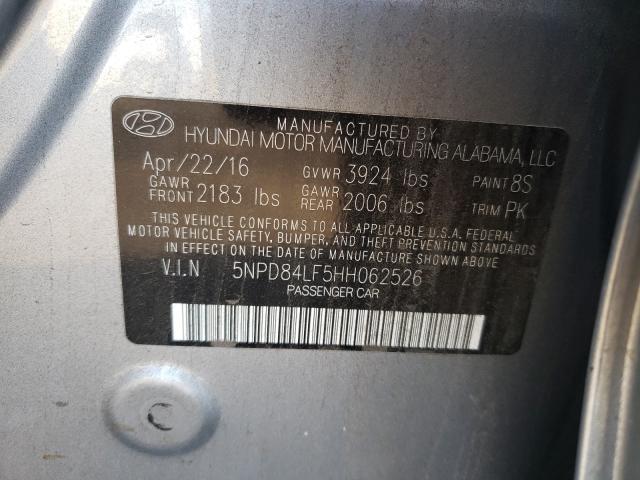 MANUFACTURED BY
HYUNDAI MOTOR MANUFACTURING ALABAMA, LLC
Apr/22/16 GVWR 3924 lbs PAINT 8S
GAWR FRONT 2183 lbs GAWR REAR 2006 lbs TRIM PK
THIS VEHICLE CONFORMS TO ALL APPLICABLE U.S.A. FEDERAL
MOTOR VEHICLE SAFETY, BUMPER, AND THEFT PREVENTION STANDARDS
IN EFFECT ON THE DATE OF MANUFACTURE SHOWN ABOVE.
V.I.N 5NPD84LF5HH062526
PASSENGER CAR